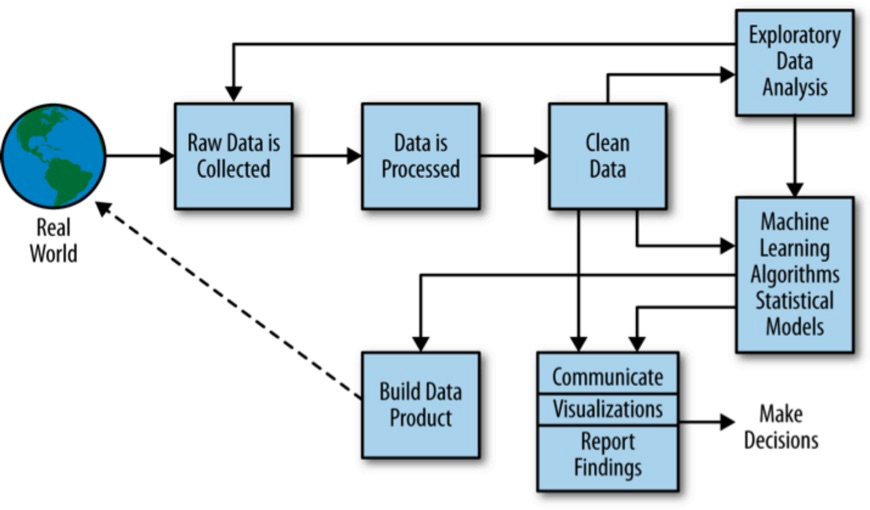 Exploratory
Data
Analysis
Raw Data is
Collected
Data is
Processed
Clean
Data
Real
World
Machine
Learning
Algorithms
Statistical
Models
Build Data
Product
Communicate
Visualizations
Report
Findings
Make
Decisions